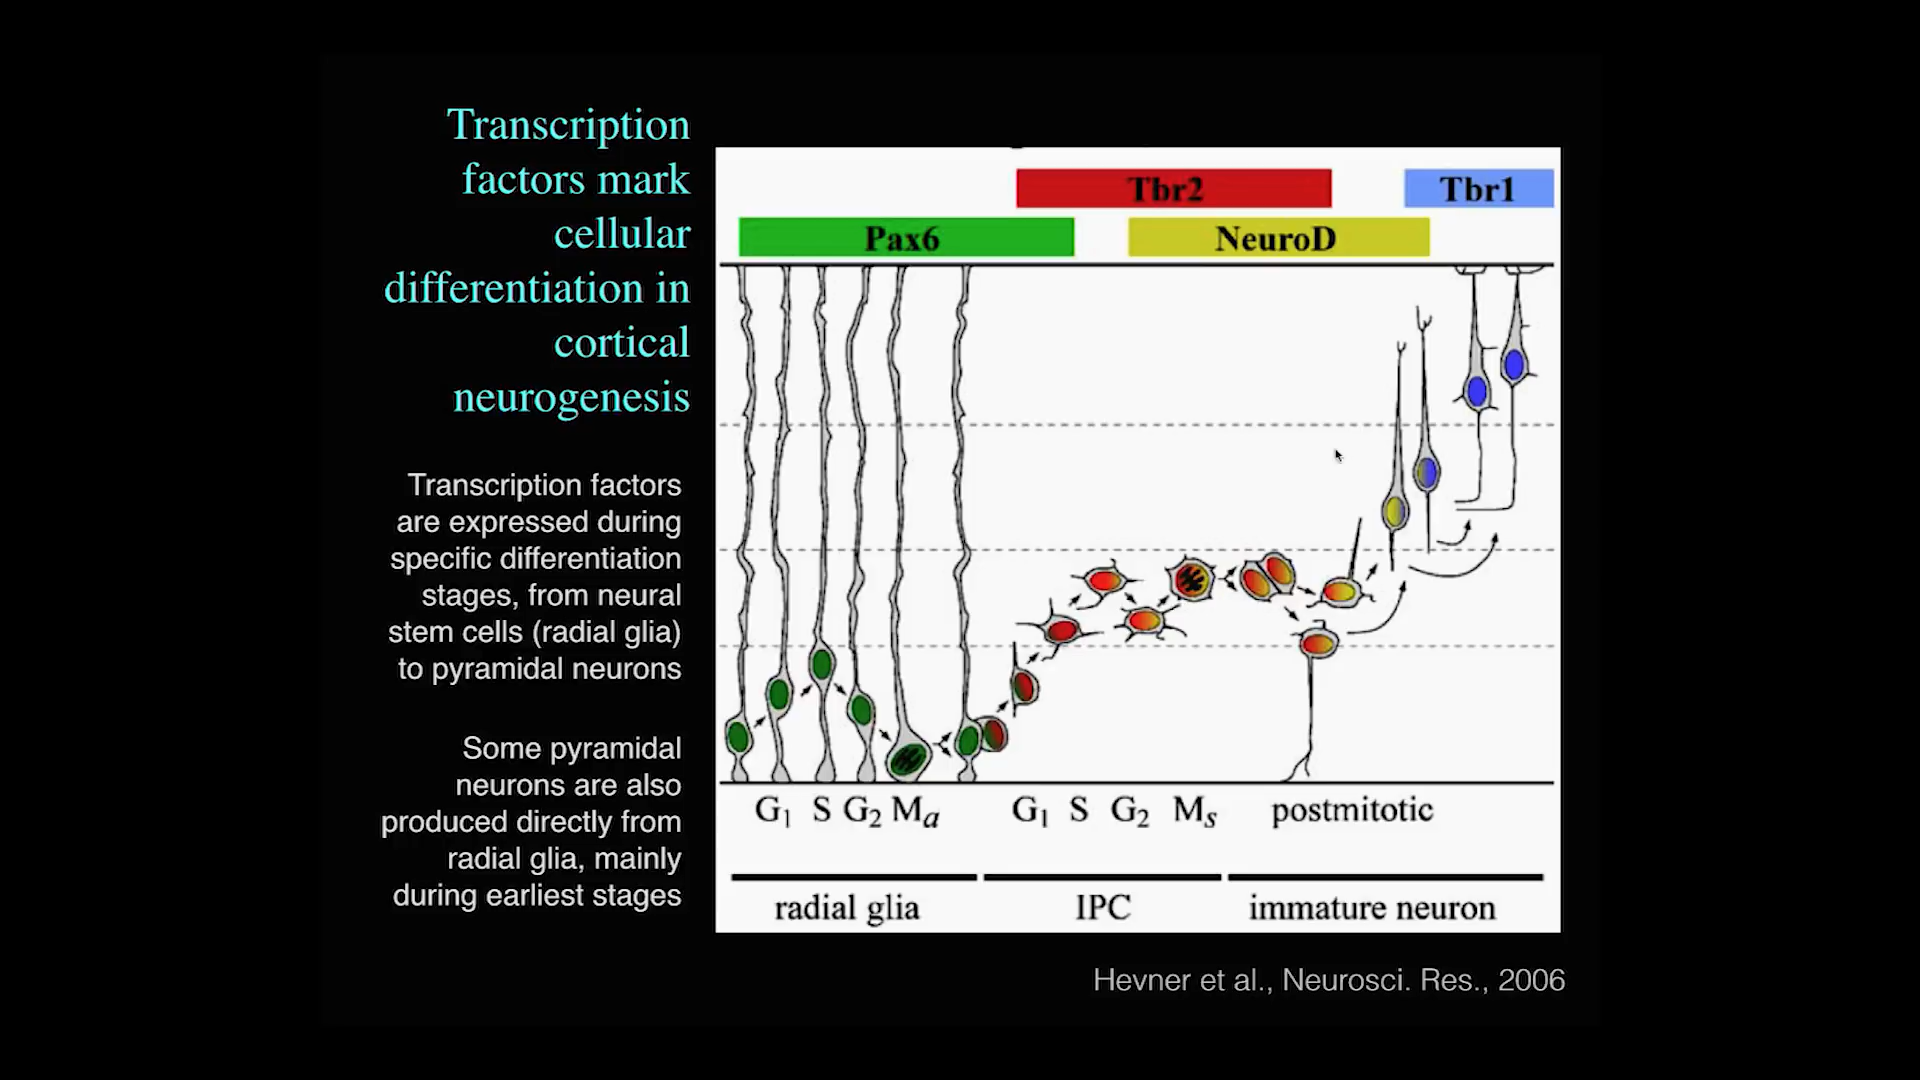 Transcription
factors mark
cellular
differentiation in
cortical
neurogenesis
Transcription factors
are expressed during
specific differentiation
stages, from neural
stem cells (radial glia)
to pyramidal neurons
Some pyramidal
neurons are also
produced directly from
radial glia, mainly
during earliest stages
Tbr2 Tbr1
Pax6 NeuroD
G1 S G2 Ma G1 S G2 Ms postmitotic
radial glia IPC immature neuron
Hevner et al., Neurosci. Res., 2006